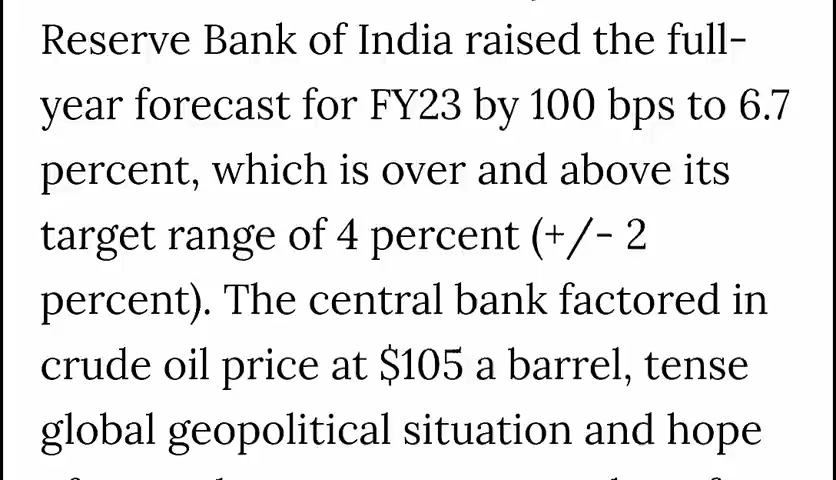 Reserve Bank of India raised the full-
year forecast for FY23 by 100 bps to 6.7
percent, which is over and above its
target range of 4 percent (+/- 2
percent). The central bank factored in
crude oil price at $105 a barrel, tense
global geopolitical situation and hope